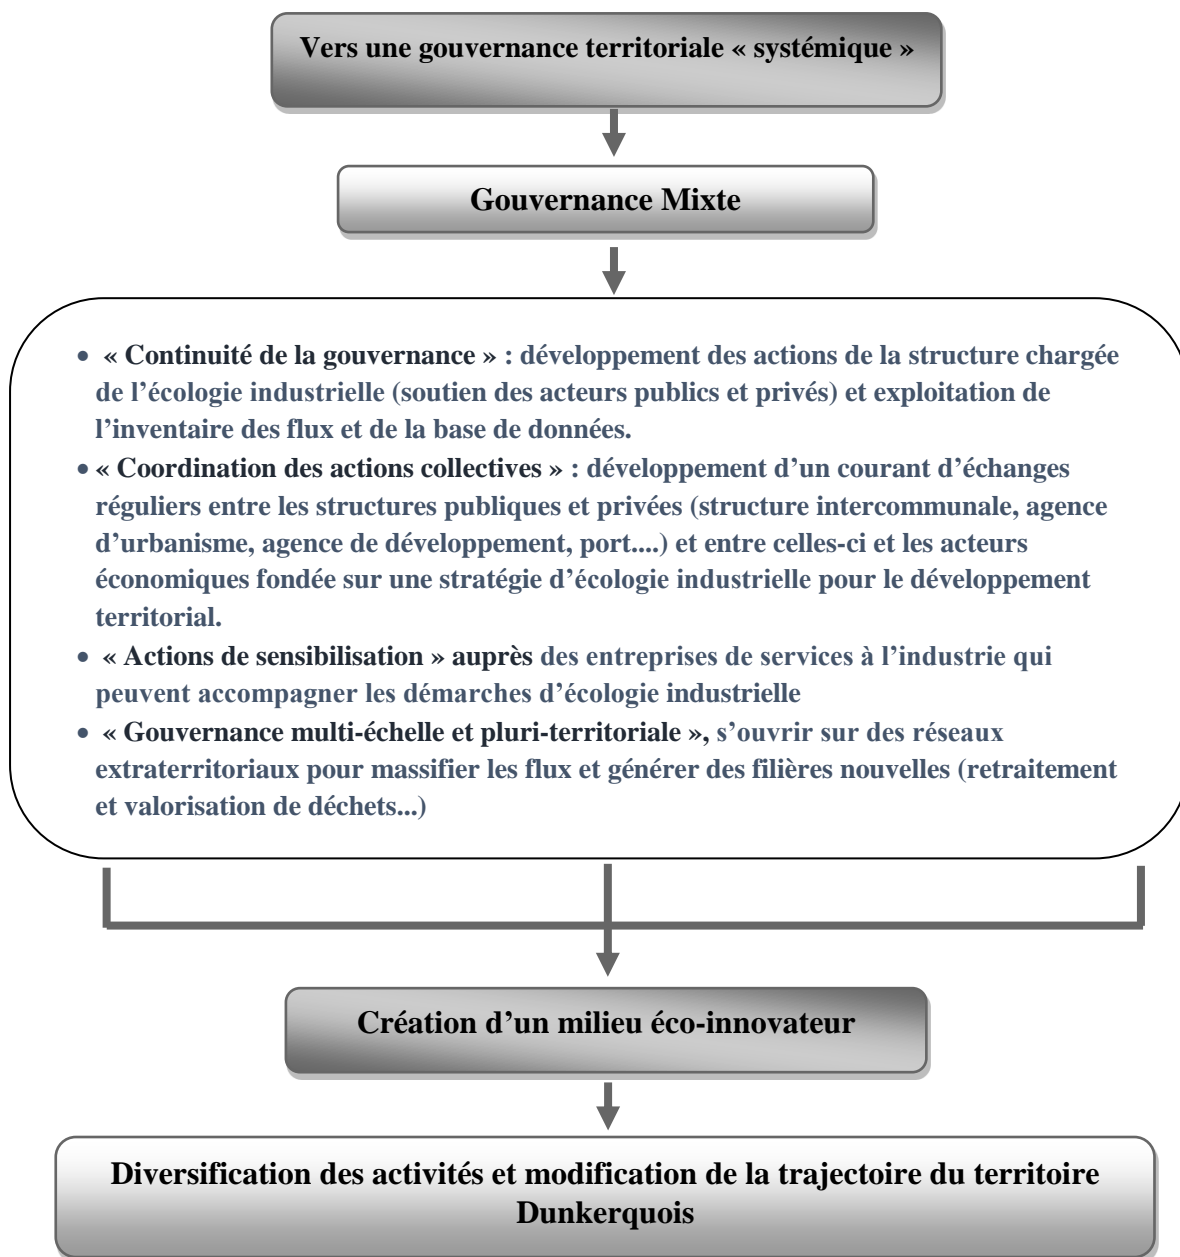 Vers une gouvernance territoriale « systémique »
Gouvernance Mixte
• « Continuité de la gouvernance » : développement des actions de la structure chargée
de l’écologie industrielle (soutien des acteurs publics et privés) et exploitation de
l’inventaire des flux et de la base de données.
• « Coordination des actions collectives » : développement d’un courant d’échanges
réguliers entre les structures publiques et privées (structure intercommunale, agence
d’urbanisme, agence de développement, port....) et entre celles-ci et les acteurs
économiques fondée sur une stratégie d’écologie industrielle pour le développement
territorial.
• « Actions de sensibilisation » auprès des entreprises de services à l’industrie qui
peuvent accompagner les démarches d’écologie industrielle
• « Gouvernance multi-échelle et pluri-territoriale », s’ouvrir sur des réseaux
extraterritoriaux pour massifier les flux et générer des filières nouvelles (retraitement
et valorisation de déchets...)
Création d’un milieu éco-innovateur
Diversification des activités et modification de la trajectoire du territoire
Dunkerquois